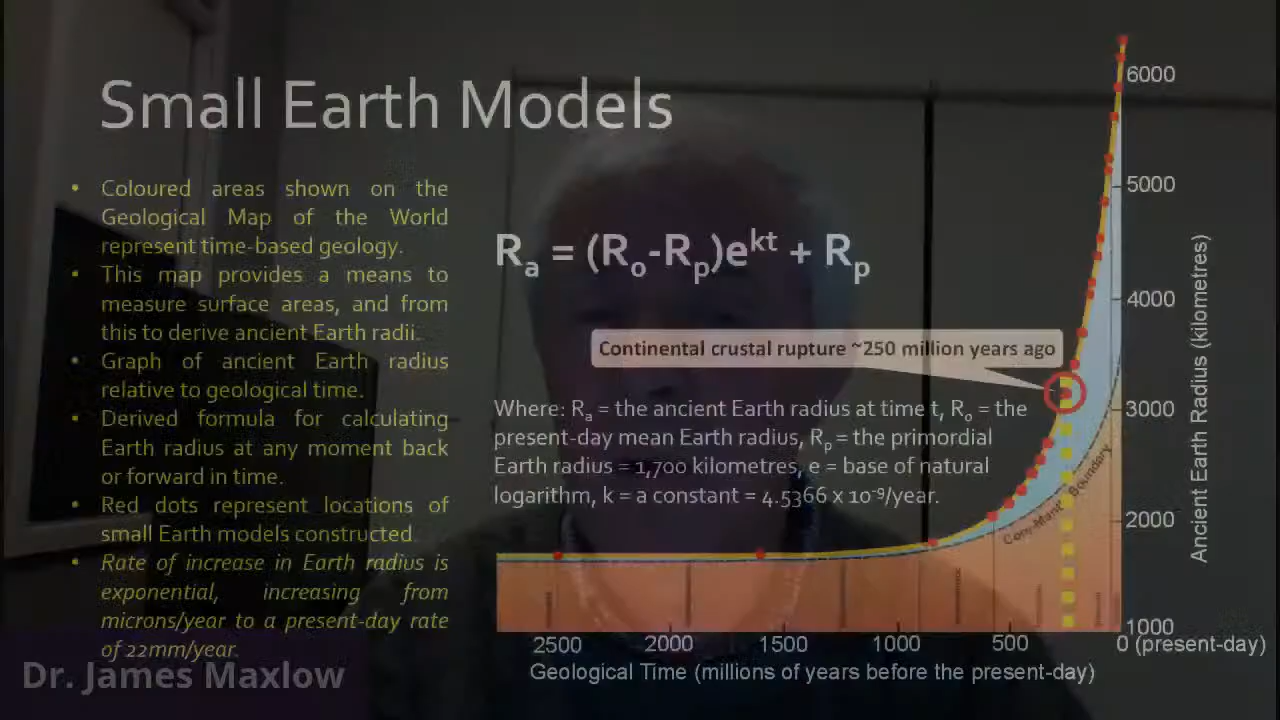 Small Earth Models
• Coloured areas shown on the
Geological Map of the World
represent time-based geology.
• This map provides a means to
measure surface areas, and from
this to derive ancient Earth radii.
• Graph of ancient Earth radius
relative to geological time.
• Derived formula for calculating
Earth radius at any moment back
or forward in time.
• Red dots represent locations of
small Earth models constructed
• Rate of increase in Earth radius is
exponential, increasing from
microns/year to a present-day rate
of 22mm/year.
Dr. James Maxlow
Rₐ = (Rₒ-Rₚ)eᵏᵗ + Rₚ
Continental crustal rupture ~250 million years ago
Where: Rₐ = the ancient Earth radius at time t, Rₒ = the
present-day mean Earth radius, Rₚ = the primordial
Earth radius = 1,700 kilometres, e = base of natural
logarithm, k = a constant = 4.5366 x 10⁻⁹/year.
Boundary
6000
5000
4000
3000
2000
1000
Ancient Earth Radius (kilometres)
2500 2000 1500 1000 500 0 (present-day)
Geological Time (millions of years before the present-day)